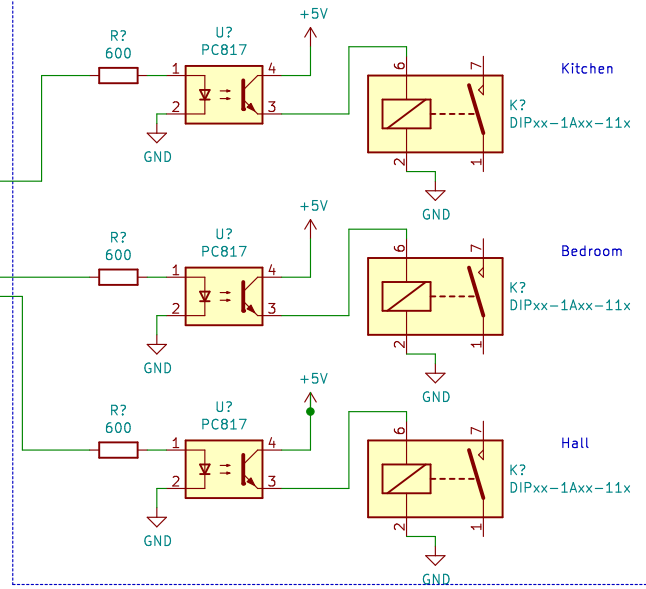 +5V
R?
600
U?
PC817
1
2
4
3
GND
6
7
2
1
Kitchen
K?
DIPxx-1Axx-11x
GND
+5V
R?
600
U?
PC817
1
2
4
3
GND
6
7
2
1
Bedroom
K?
DIPxx-1Axx-11x
GND
+5V
R?
600
U?
PC817
1
2
4
3
GND
6
7
2
1
Hall
K?
DIPxx-1Axx-11x
GND